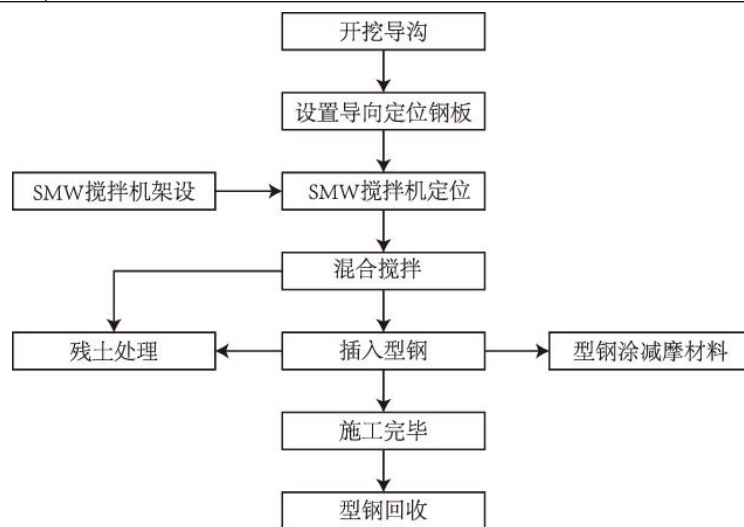 开挖导沟
设置导向定位钢板
SMW搅拌机架设
SMW搅拌机定位
混合搅拌
残土处理
插入型钢
型钢涂减摩材料
施工完毕
型钢回收